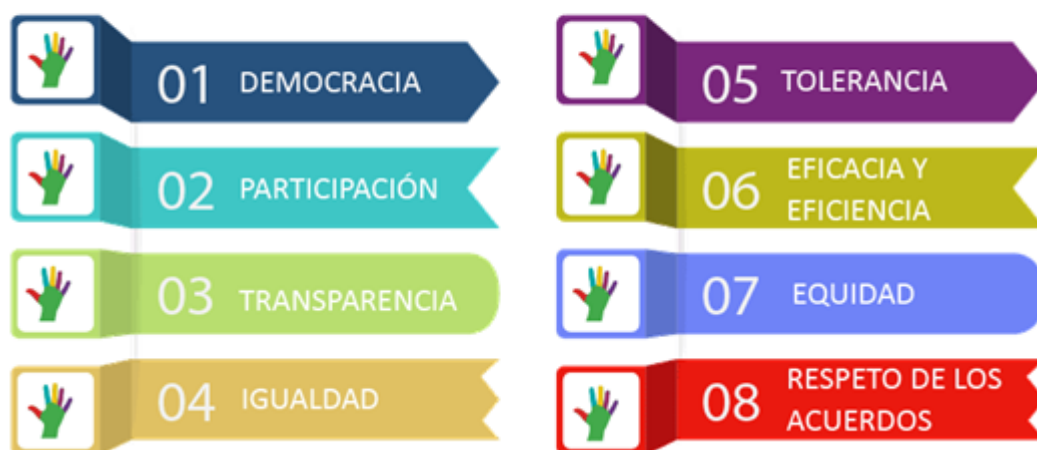 01 DEMOCRACIA
02 PARTICIPACIÓN
03 TRANSPARENCIA
04 IGUALDAD
05 TOLERANCIA
06 EFICACIA Y
EFICIENCIA
07 EQUIDAD
08 RESPETO DE LOS
ACUERDOS